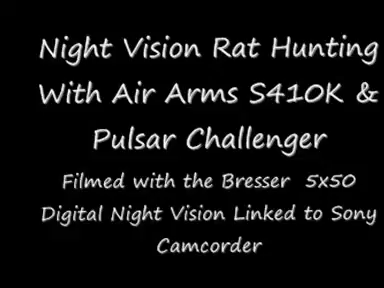 Night Vision Rat Hunting
With Air Arms S410K &
Pulsar Challenger
Filmed with the Bresser 5x50
Digital Night Vision Linked to Sony
Camcorder